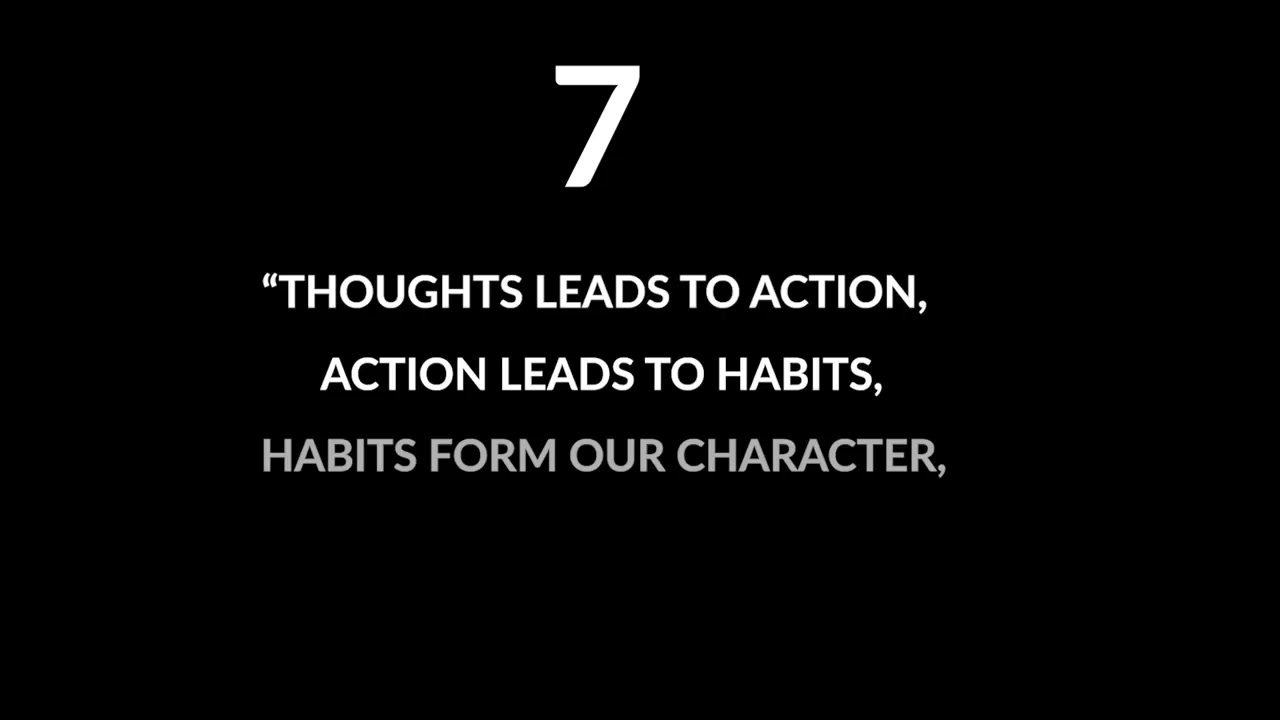 7
“THOUGHTS LEADS TO ACTION,
ACTION LEADS TO HABITS,
HABITS FORM OUR CHARACTER,